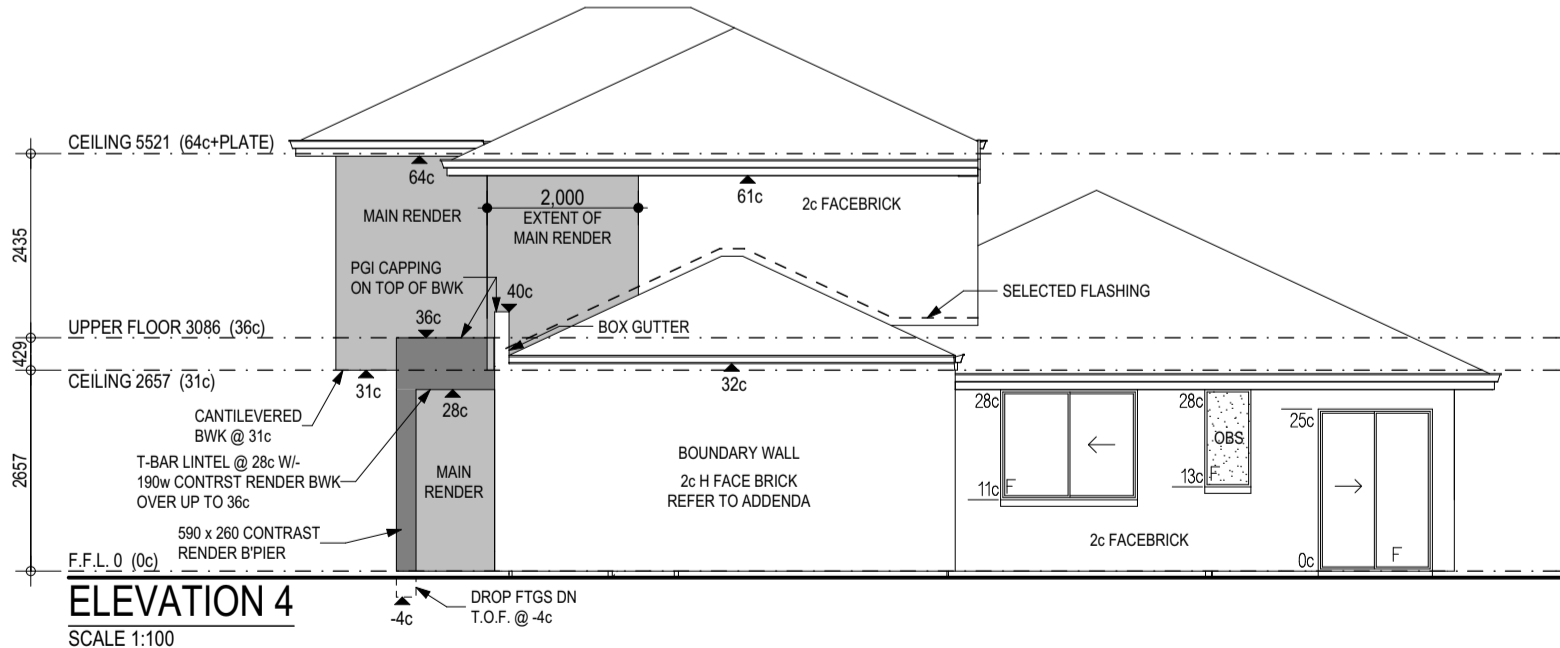 CEILING 5521 (64c+PLATE)
64c
MAIN RENDER
2,000
EXTENT OF
MAIN RENDER
61c
2c FACEBRICK
2435
PGI CAPPING
ON TOP OF BWK
40c
36c
SELECTED FLASHING
BOX GUTTER
UPPER FLOOR 3086 (36c)
429
CEILING 2657 (31c)
31c
28c
32c
CANTILEVERED
BWK @ 31c
T-BAR LINTEL @ 28c W/-
190w CONTRST RENDER BWK
OVER UP TO 36c
MAIN
RENDER
BOUNDARY WALL
2c H FACE BRICK
REFER TO ADDENDA
28c
11c
F
28c
OBS
13c
F
25c
0c
F
2c FACEBRICK
2657
590 x 260 CONTRAST
RENDER B'PIER
F.F.L. 0 (0c)
ELEVATION 4
SCALE 1:100
-4c
DROP FTGS DN
T.O.F. @ -4c